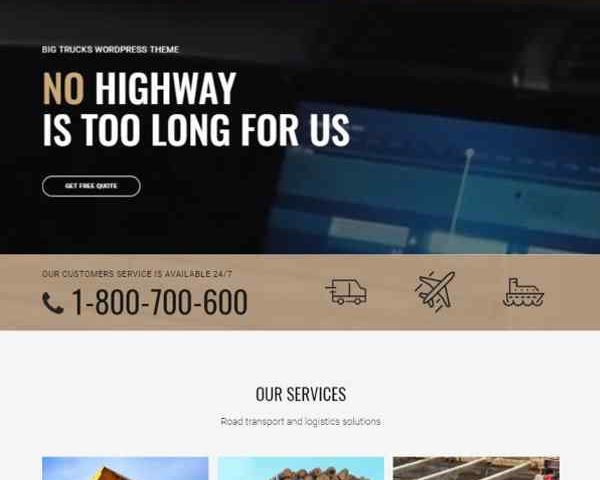 BIG TRUCKS WORDPRESS THEME
NO HIGHWAY
IS TOO LONG FOR US
GET FREE QUOTE
OUR CUSTOMERS SERVICE IS AVAILABLE 24/7
1-800-700-600
OUR SERVICES
Road transport and logistics solutions